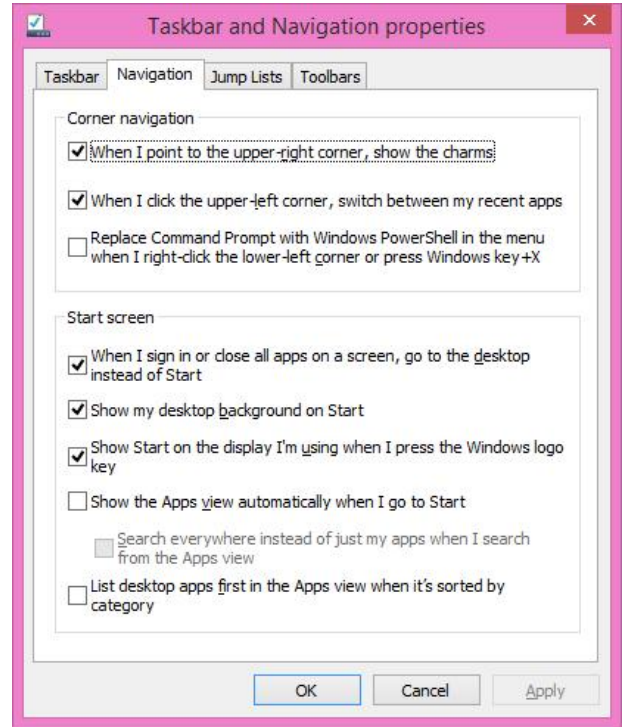 Taskbar and Navigation properties
Taskbar
Navigation
Jump Lists
Toolbars
Corner navigation
When I point to the upper-right corner, show the charms
When I click the upper-left corner, switch between my recent apps
Replace Command Prompt with Windows PowerShell in the menu
when I right-click the lower-left corner or press Windows key+X
Start screen
When I sign in or close all apps on a screen, go to the desktop
instead of Start
Show my desktop background on Start
Show Start on the display I'm using when I press the Windows logo
key
Show the Apps view automatically when I go to Start
Search everywhere instead of just my apps when I search
from the Apps view
List desktop apps first in the Apps view when it's sorted by
category
OK
Cancel
Apply